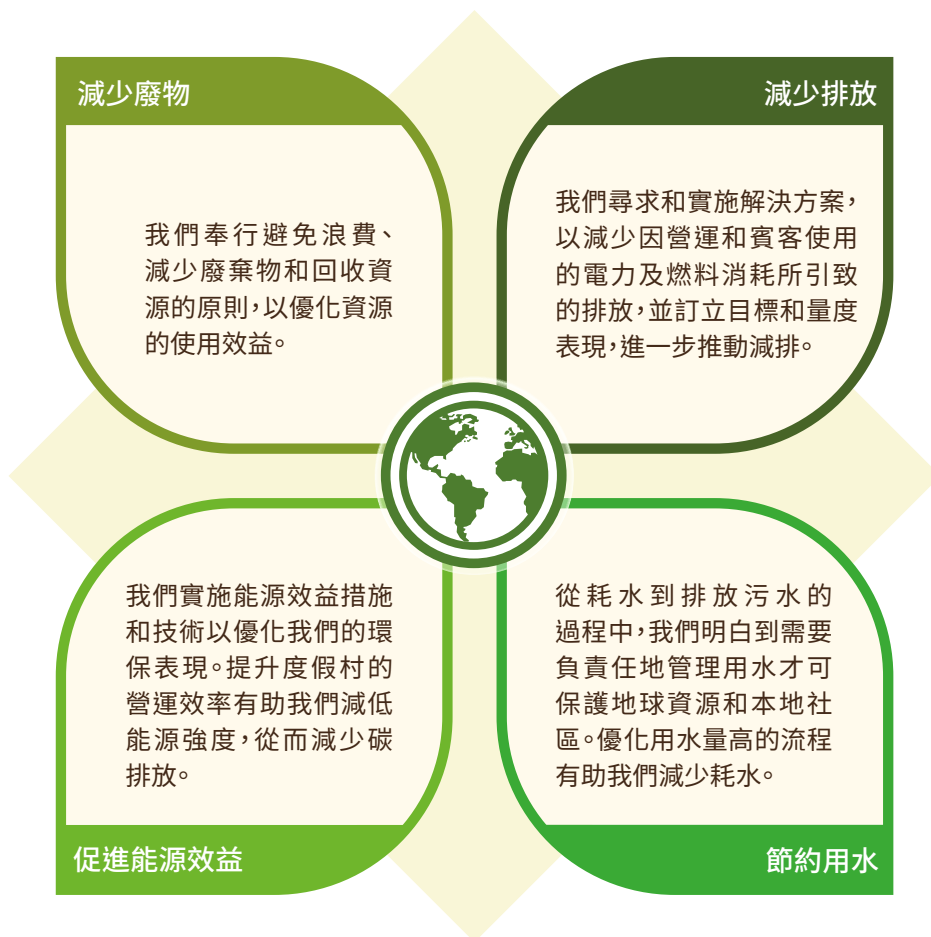 減少廢物
我們奉行避免浪費、
減少廢棄物和回收資
源的原則，以優化資源
的使用效益。
減少排放
我們尋求和實施解決方案，
以減少因營運和賓客使用
的電力及燃料消耗所引致
的排放，並訂立目標和量度
表現，進一步推動減排。
我們實施能源效益措施
和技術以優化我們的環
保表現。提升度假村的
營運效率有助我們減低
能源強度，從而減少碳
排放。
促進能源效益
從耗水到排放污水的
過程中，我們明白到需要
負責任地管理用水才可
保護地球資源和本地社
區。優化用水量高的流程
有助我們減少耗水。
節約用水